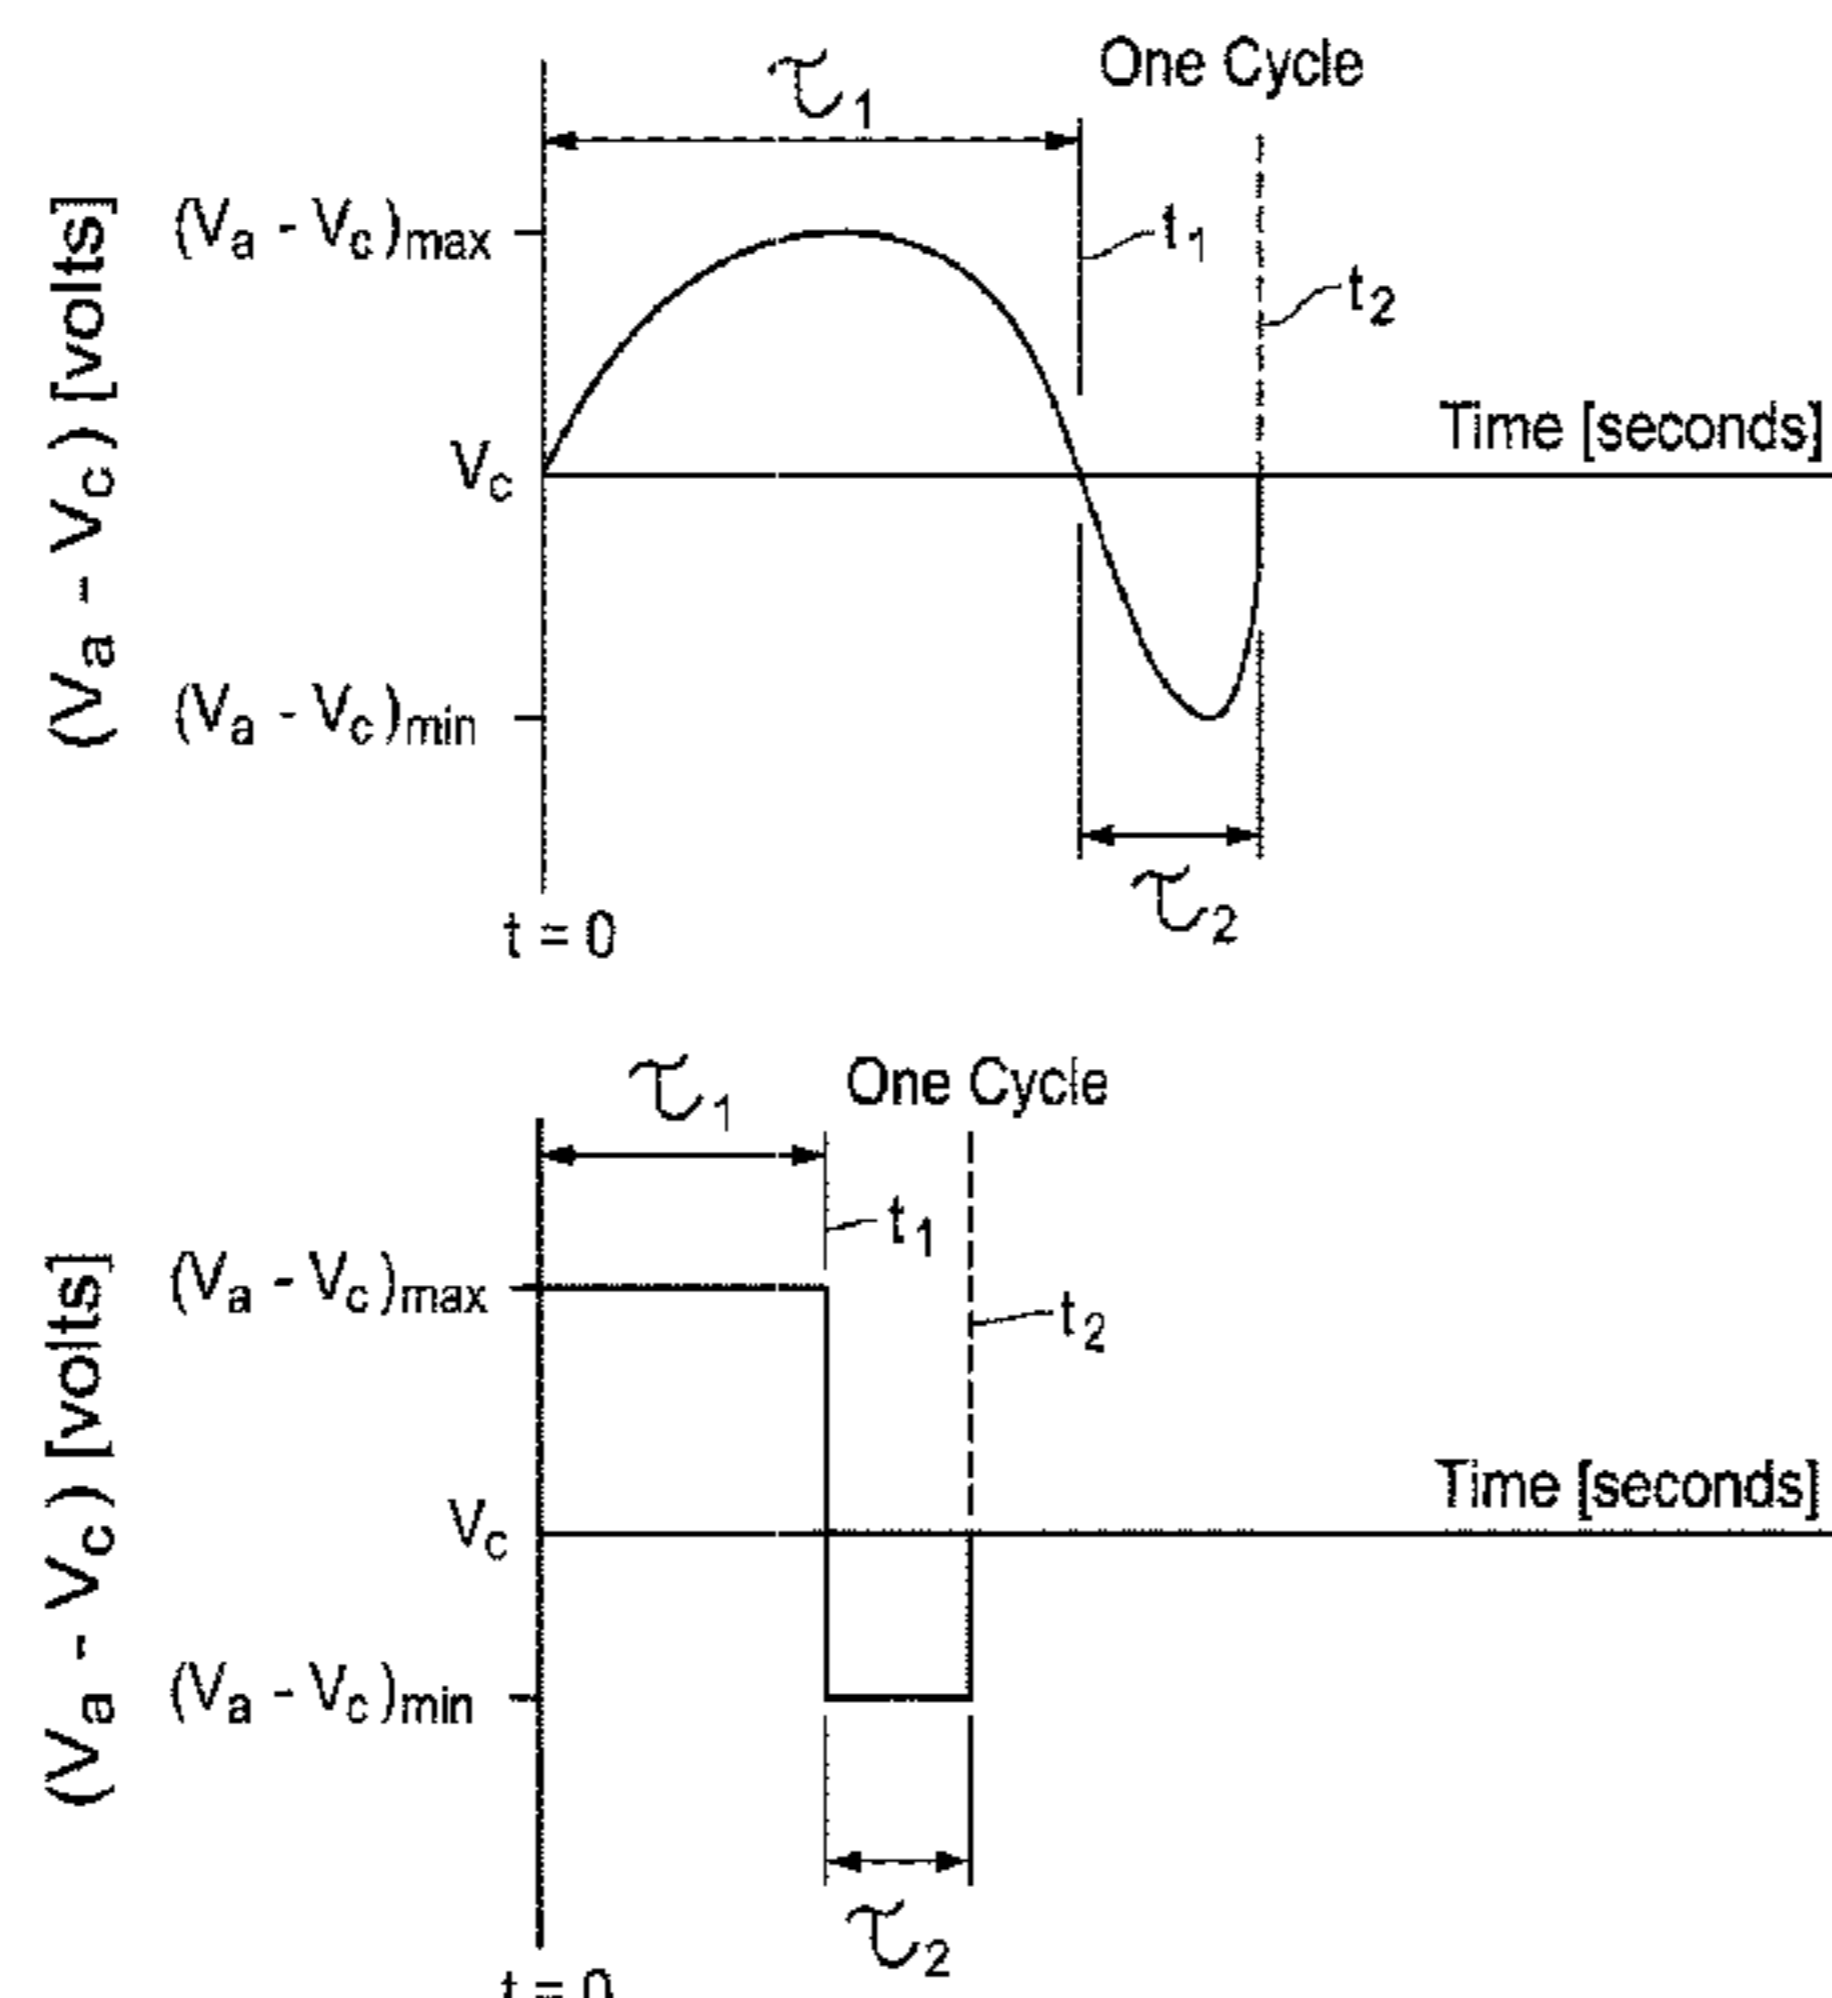 τ1
One Cycle
(Va - Vc)max
t1
t2
(Va - Vc) [volts]
Time [seconds]
Vc
(Va - Vc)min
τ2
t = 0
τ1
One Cycle
t1
(Va - Vc)max
t2
(Va - Vc) [volts]
Time [seconds]
Vc
(Va - Vc)min
τ2
t = 0